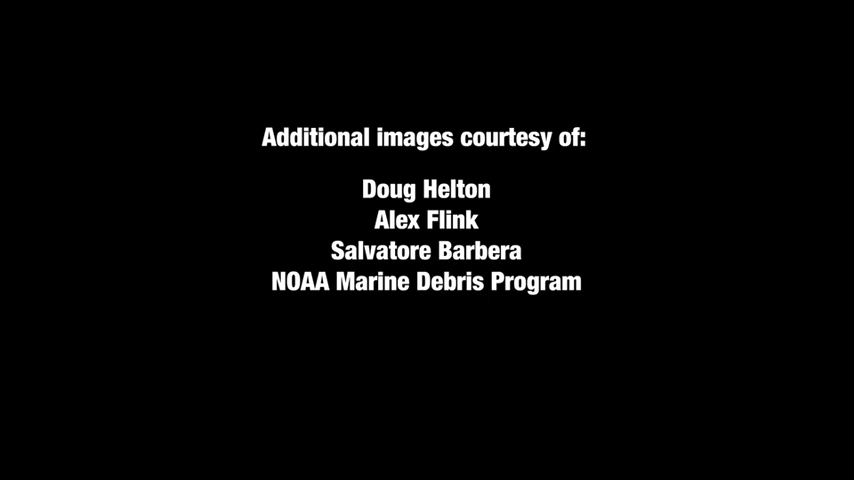 Additional images courtesy of:
Doug Helton
Alex Flink
Salvatore Barbera
NOAA Marine Debris Program